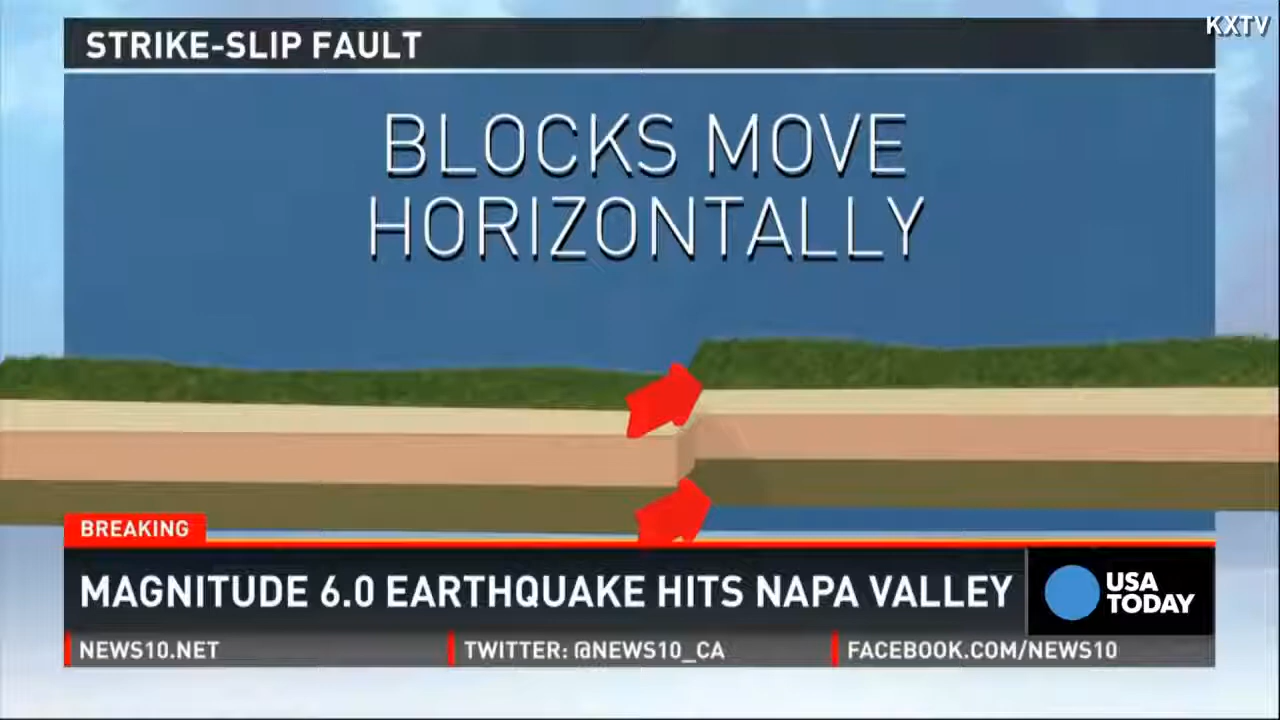 KXTV
STRIKE-SLIP FAULT
BLOCKS MOVE
HORIZONTALLY
BREAKING
MAGNITUDE 6.0 EARTHQUAKE HITS NAPA VALLEY
USA
TODAY
NEWS10.NET
TWITTER: @NEWS10_CA
FACEBOOK.COM/NEWS10